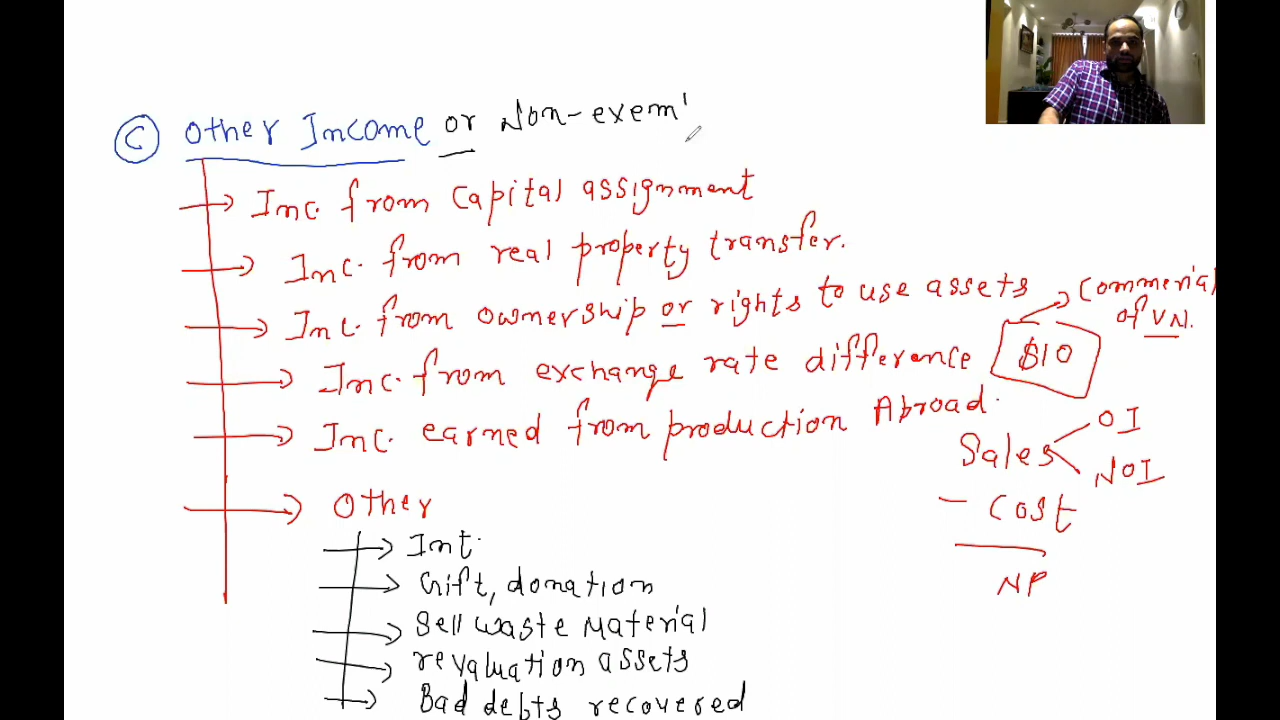 C Other Income or Non-exem
Inc. from Capital assignment
Inc. from real property transfer.
Inc. from ownership or rights to use assets
Commerial
of VN.
Inc. from exchange rate difference
$10
Inc. earned from production Abroad.
Sales
OI
NOI
- Cost
NP
Other
Int.
Gift, donation
Sell waste Material
revaluation assets
Bad debts recovered